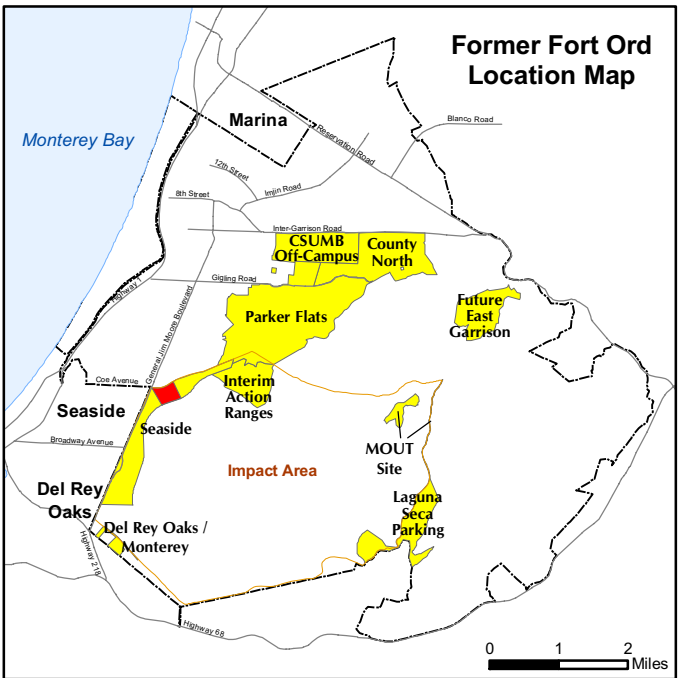 Former Fort Ord
Location Map
Marina
Monterey Bay
Blanco Road
Reservation Road
12th Street
Imjin Road
8th Street
Inter-Garrison Road
CSUMB
Off-Campus
County
North
Gigling Road
Highway 1
General Jim Moore Boulevard
Parker Flats
Future
East
Garrison
Coe Avenue
Interim
Action
Ranges
Seaside
Seaside
Broadway Avenue
MOUT
Site
Impact Area
Del Rey
Oaks
Laguna
Seca
Parking
Del Rey Oaks /
Monterey
Highway 218
Highway 68
0 1 2
Miles